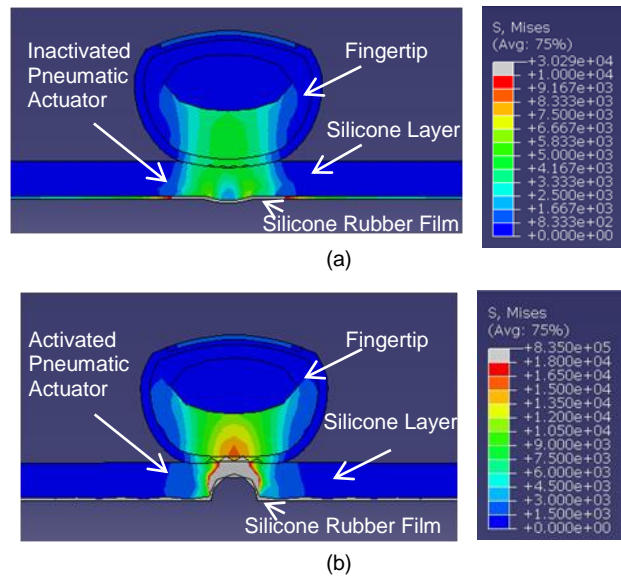 Inactivated
Pneumatic
Actuator
Fingertip
Silicone Layer
Silicone Rubber Film
S, Mises
(Avg: 75%)
+3.029e+04
+1.000e+04
+9.167e+03
+8.333e+03
+7.500e+03
+6.667e+03
+5.833e+03
+5.000e+03
+4.167e+03
+3.333e+03
+2.500e+03
+1.667e+03
+8.333e+02
+0.000e+00
(a)
Activated
Pneumatic
Actuator
Fingertip
Silicone Layer
Silicone Rubber Film
S, Mises
(Avg: 75%)
+8.350e+05
+1.800e+04
+1.650e+04
+1.500e+04
+1.350e+04
+1.200e+04
+1.050e+04
+9.000e+03
+7.500e+03
+6.000e+03
+4.500e+03
+3.000e+03
+1.500e+03
+0.000e+00
(b)